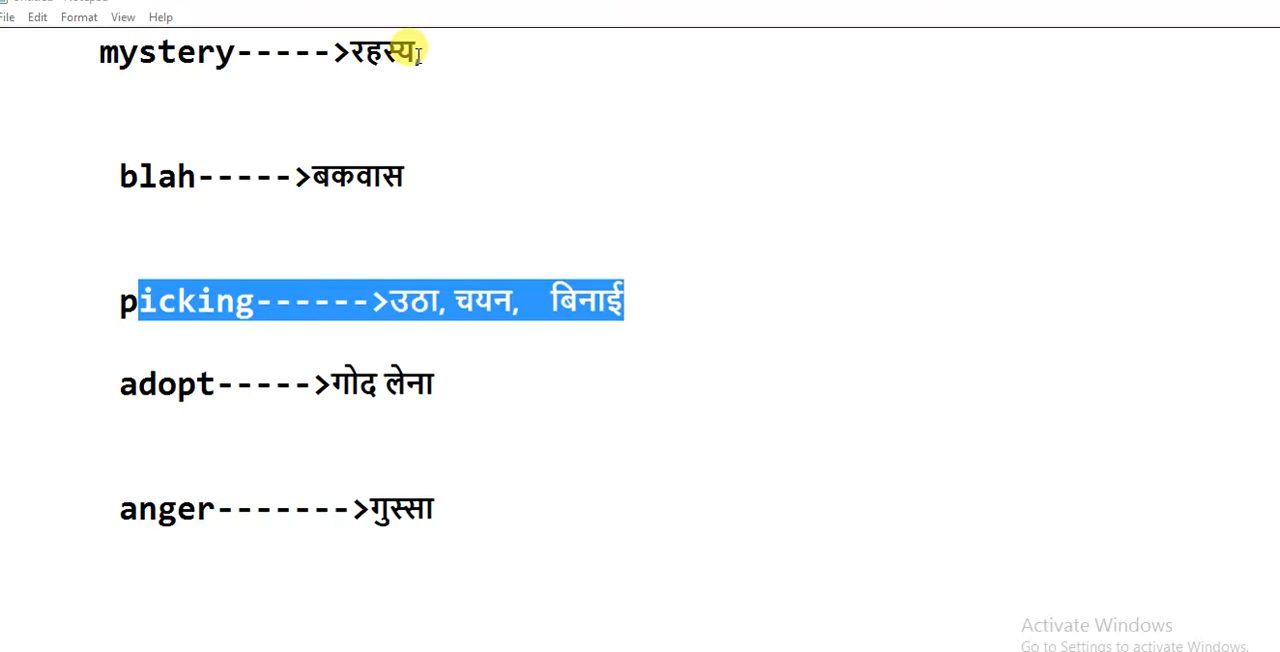 File Edit Format View Help
mystery----->रहस्य,
blah----->बकवास
picking------>उठा, चयन, बिनाई
adopt----->गोद लेना
anger------->गुस्सा
Activate Windows
Go to Settings to activate Windows.